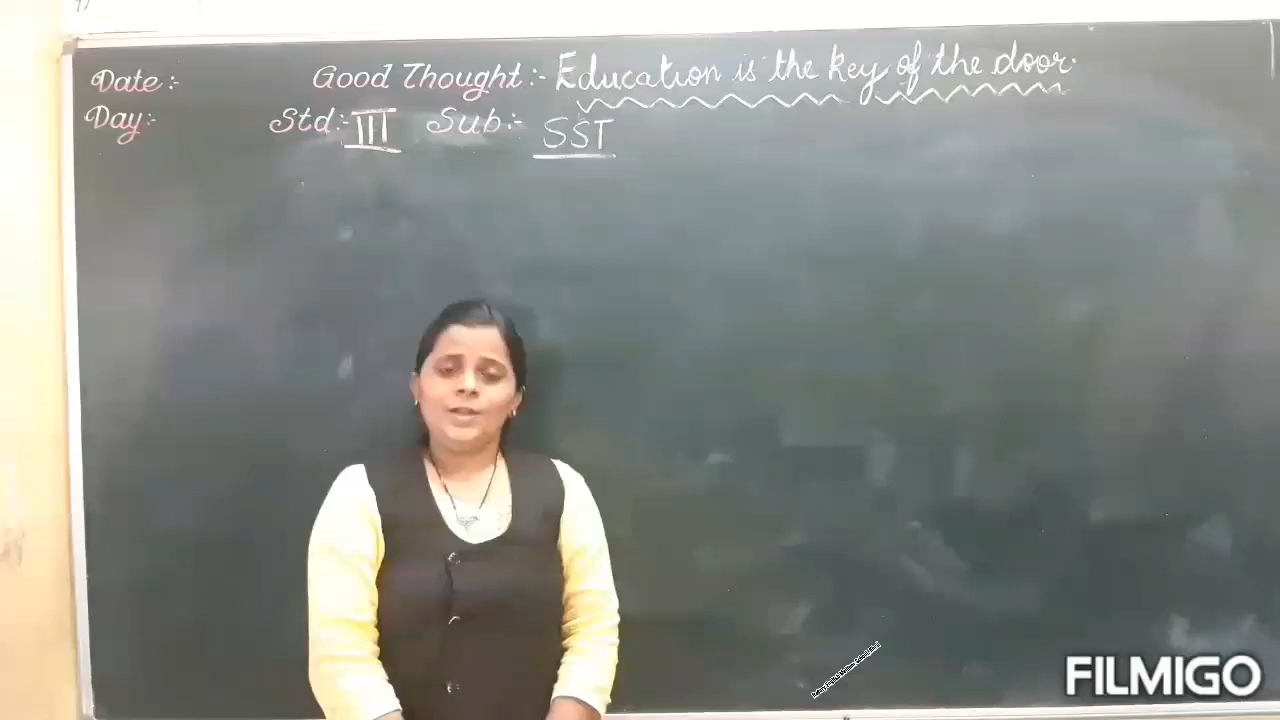 Date:- Good Thought:- Education is the key of the door.
Day:- Std:- III Sub:- SST
FILMIGO